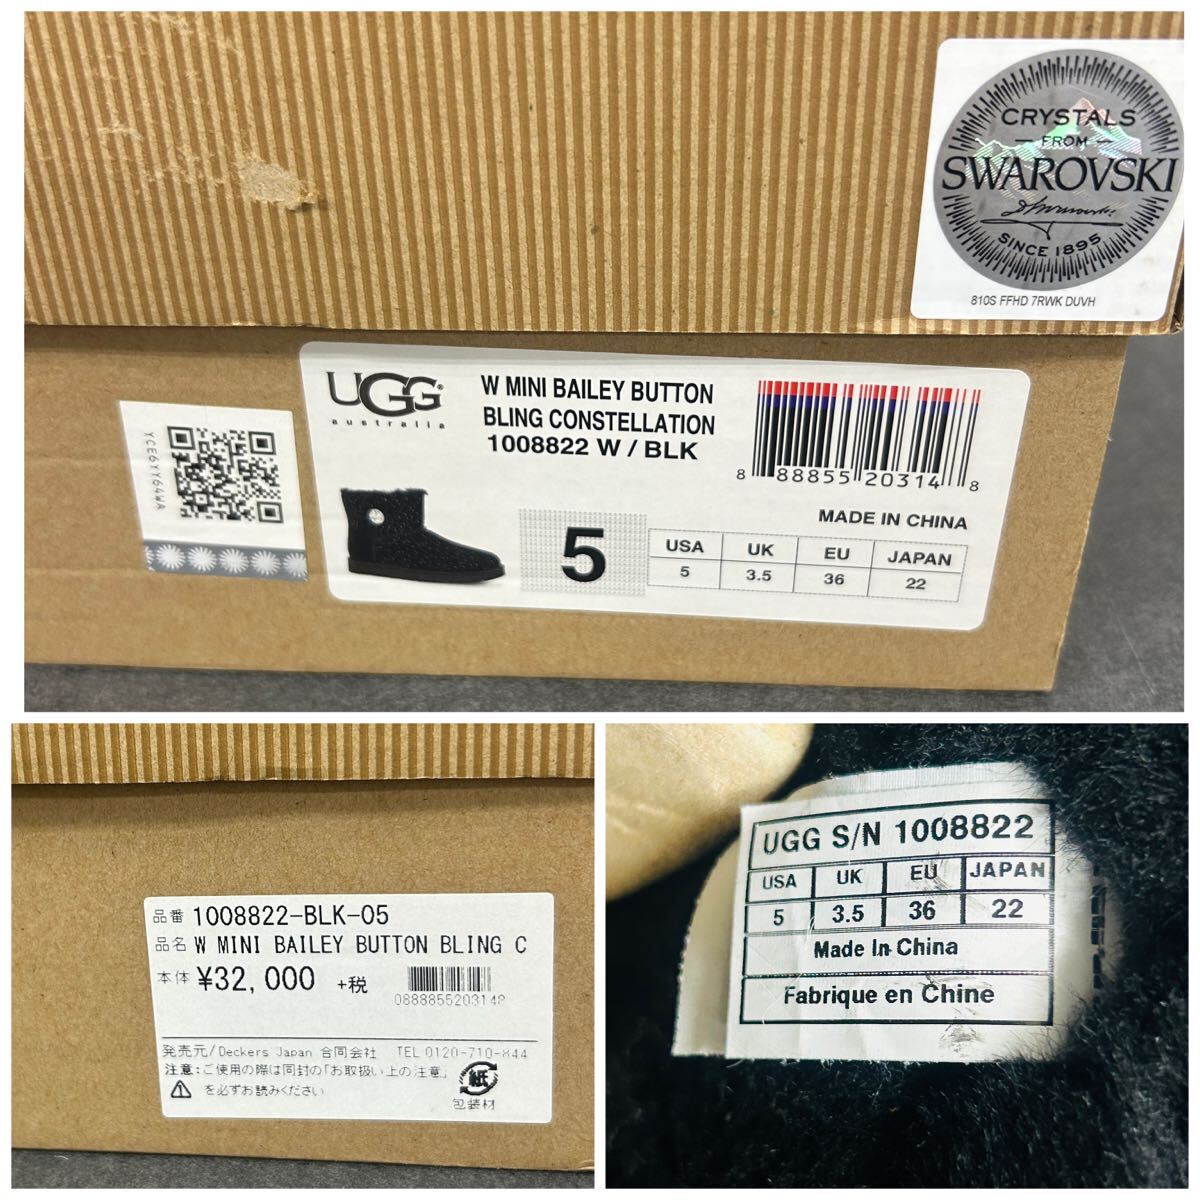 CRYSTALS
FROM
SWAROVSKI
SINCE 1895
810S FFHD 7RWK DUVH
YCE6YY64WA
UGG®
australia
W MINI BAILEY BUTTON
BLING CONSTELLATION
1008822 W / BLK
8 88855 20314 8
MADE IN CHINA
5
USA UK EU JAPAN
5 3.5 36 22
品番 1008822-BLK-05
品名 W MINI BAILEY BUTTON BLING C
本体 ¥32,000 +税
0888855203148
発売元/Deckers Japan 合同会社 TEL 0120-710-844
注意:ご使用の際は同封の「お取扱い上の注意」
を必ずお読みください
紙
包装材
UGG S/N 1008822
USA UK EU JAPAN
5 3.5 36 22
Made In China
Fabrique en Chine